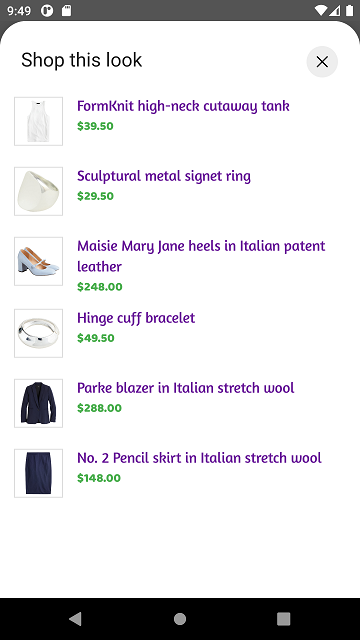 9:49
Shop this look
FormKnit high-neck cutaway tank
$39.50
Sculptural metal signet ring
$29.50
Maisie Mary Jane heels in Italian patent
leather
$248.00
Hinge cuff bracelet
$49.50
Parke blazer in Italian stretch wool
$288.00
No. 2 Pencil skirt in Italian stretch wool
$148.00